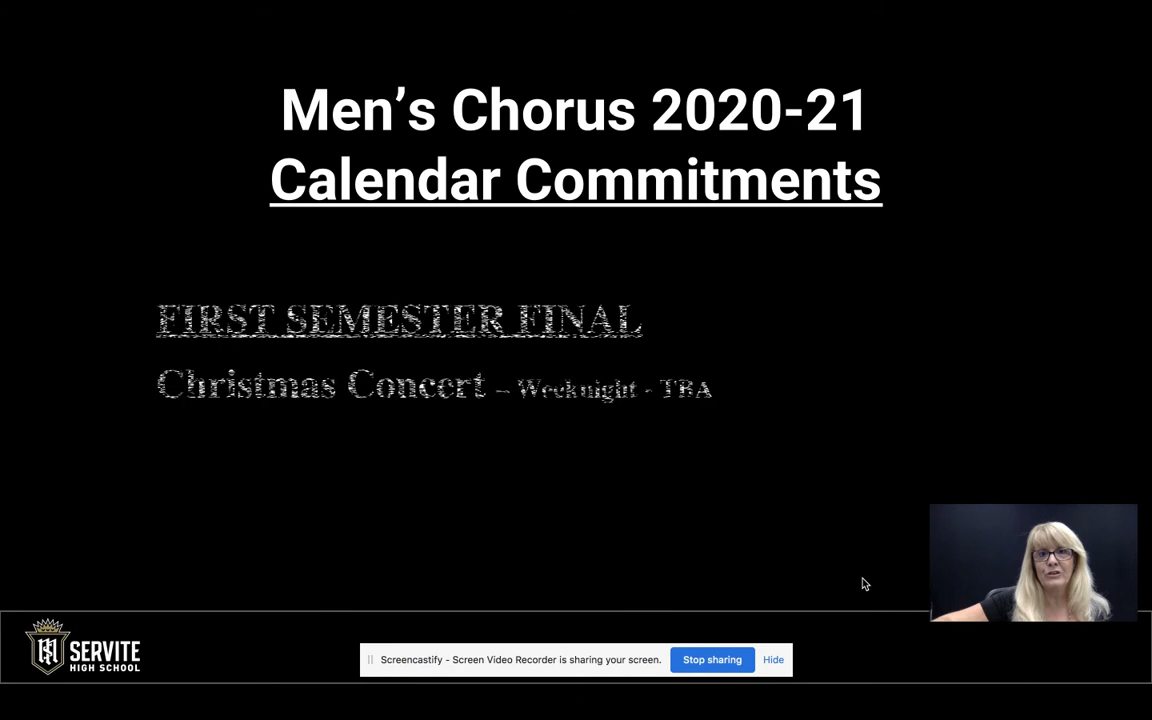 Men’s Chorus 2020-21
Calendar Commitments
FIRST SEMESTER FINAL
Christmas Concert – Weeknight - TBA
SERVITE
HIGH SCHOOL
Screencastify - Screen Video Recorder is sharing your screen.
Stop sharing
Hide